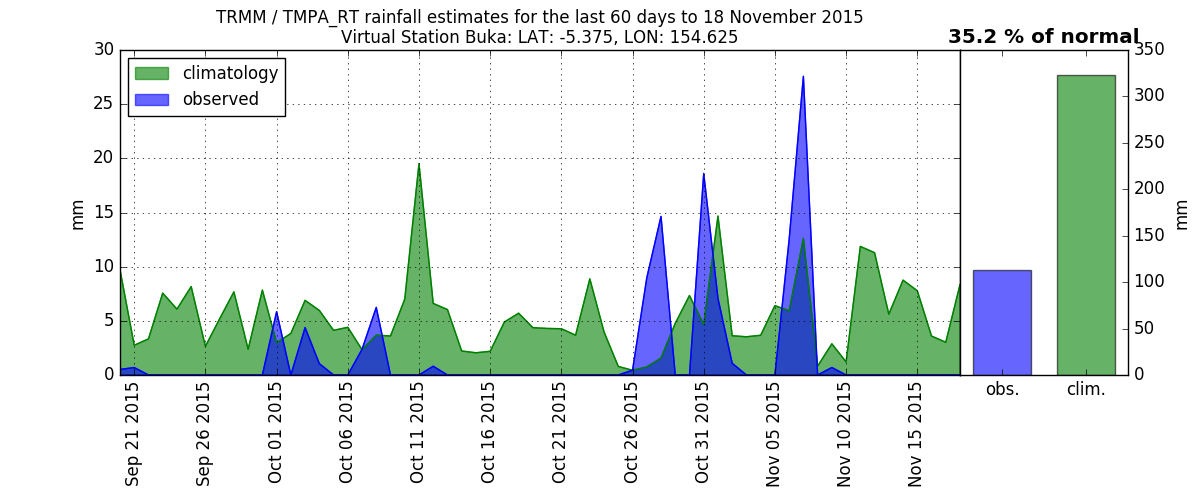 TRMM / TMPA_RT rainfall estimates for the last 60 days to 18 November 2015
Virtual Station Buka: LAT: -5.375, LON: 154.625
35.2 % of normal
climatology
observed
30
25
20
15
10
5
0
mm
Sep 21 2015
Sep 26 2015
Oct 01 2015
Oct 06 2015
Oct 11 2015
Oct 16 2015
Oct 21 2015
Oct 26 2015
Oct 31 2015
Nov 05 2015
Nov 10 2015
Nov 15 2015
350
300
250
200
150
100
50
0
mm
obs.
clim.